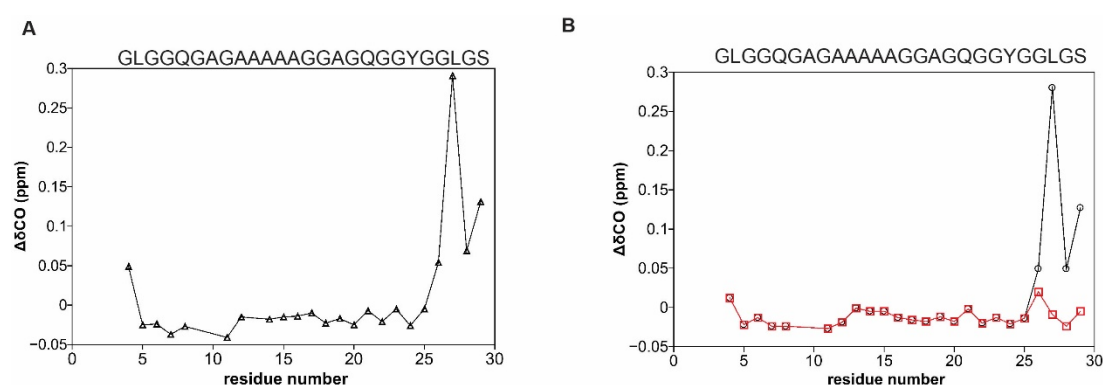 A
GLGGQGAGAAAAAGGAGQGGYGGLGS
0.3
0.25
0.2
0.15
0.1
0.05
0
−0.05
ΔδCO (ppm)
0 5 10 15 20 25 30
residue number
B
GLGGQGAGAAAAAGGAGQGGYGGLGS
0.3
0.25
0.2
0.15
0.1
0.05
0
−0.05
ΔδCO (ppm)
0 5 10 15 20 25 30
residue number